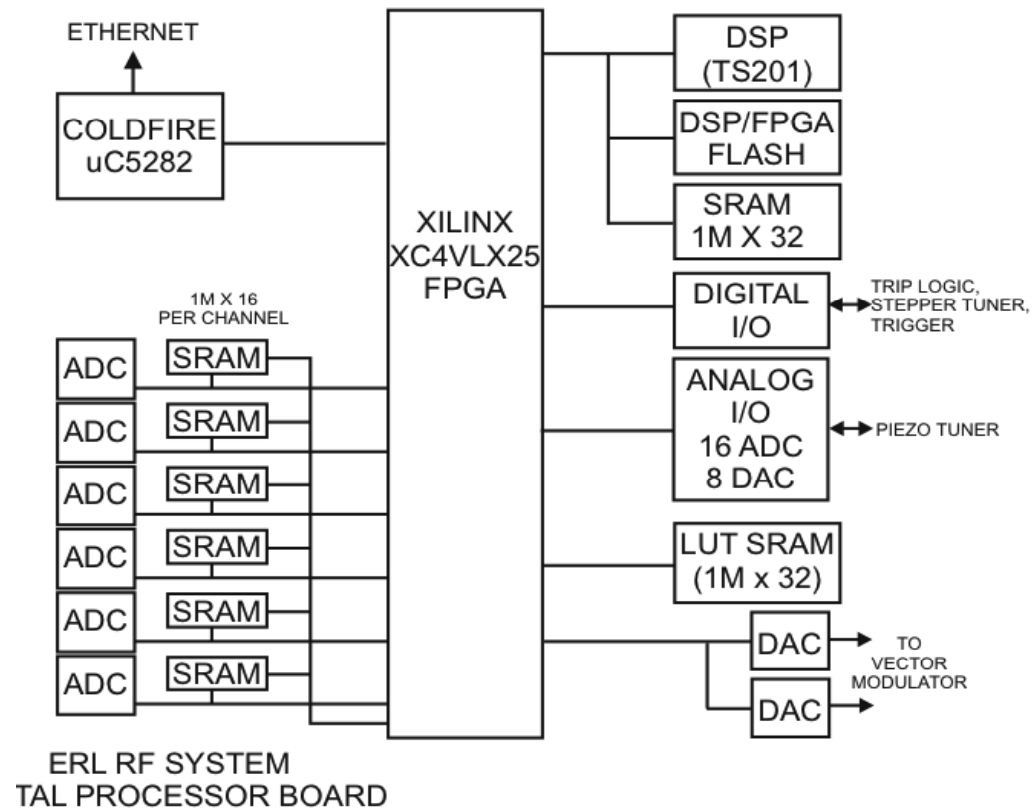 ETHERNET
COLDFIRE
uC5282
XILINX
XC4VLX25
FPGA
DSP
(TS201)
DSP/FPGA
FLASH
SRAM
1M X 32
DIGITAL
I/O
TRIP LOGIC,
STEPPER TUNER,
TRIGGER
ANALOG
I/O
16 ADC
8 DAC
PIEZO TUNER
LUT SRAM
(1M x 32)
DAC
DAC
TO
VECTOR
MODULATOR
1M X 16
PER CHANNEL
ADC
SRAM
ADC
SRAM
ADC
SRAM
ADC
SRAM
ADC
SRAM
ADC
SRAM
ERL RF SYSTEM
TAL PROCESSOR BOARD